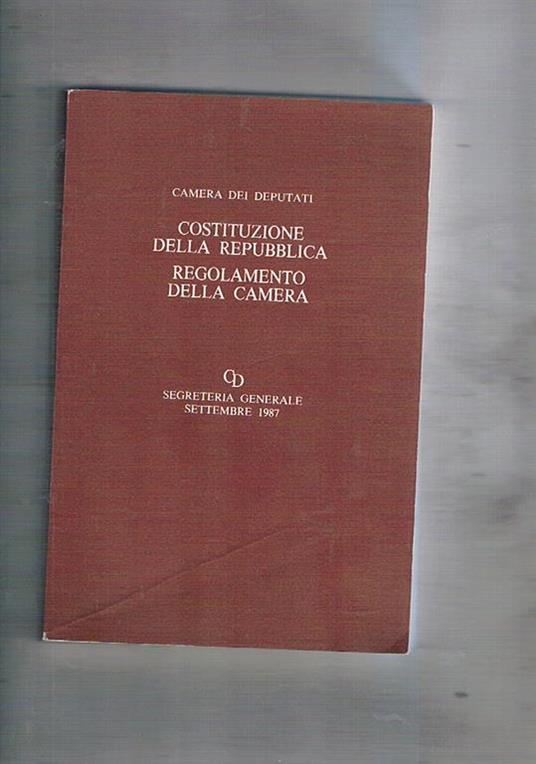 CAMERA DEI DEPUTATI
COSTITUZIONE
DELLA REPUBBLICA
REGOLAMENTO
DELLA CAMERA
CD
SEGRETERIA GENERALE
SETTEMBRE 1987